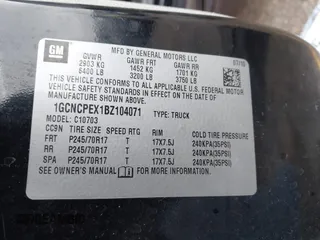 GM
MFD BY GENERAL MOTORS LLC
GVWR GAWR FRT GAWR RR
2903 KG 1452 KG 1701 KG
6400 LB 3200 LB 3750 LB
THIS VEHICLE CONFORMS TO ALL APPLICABLE U.S. FEDERAL MOTOR
VEHICLE SAFETY STANDARDS IN EFFECT ON THE DATE OF
MANUFACTURE SHOWN ABOVE.
1GCNCPEX1BZ104071 TYPE: TRUCK
MODEL: C10703
CC9N TIRE SIZE SPEED RTG RIM COLD TIRE PRESSURE
FRT P245/70R17 T 17X7.5J 240KPA(35PSI)
RR P245/70R17 T 17X7.5J 240KPA(35PSI)
SPA P245/70R17 T 17X7.5J 240KPA(35PSI)
SEE OWNER'S MANUAL FOR ADDITIONAL INFORMATION.